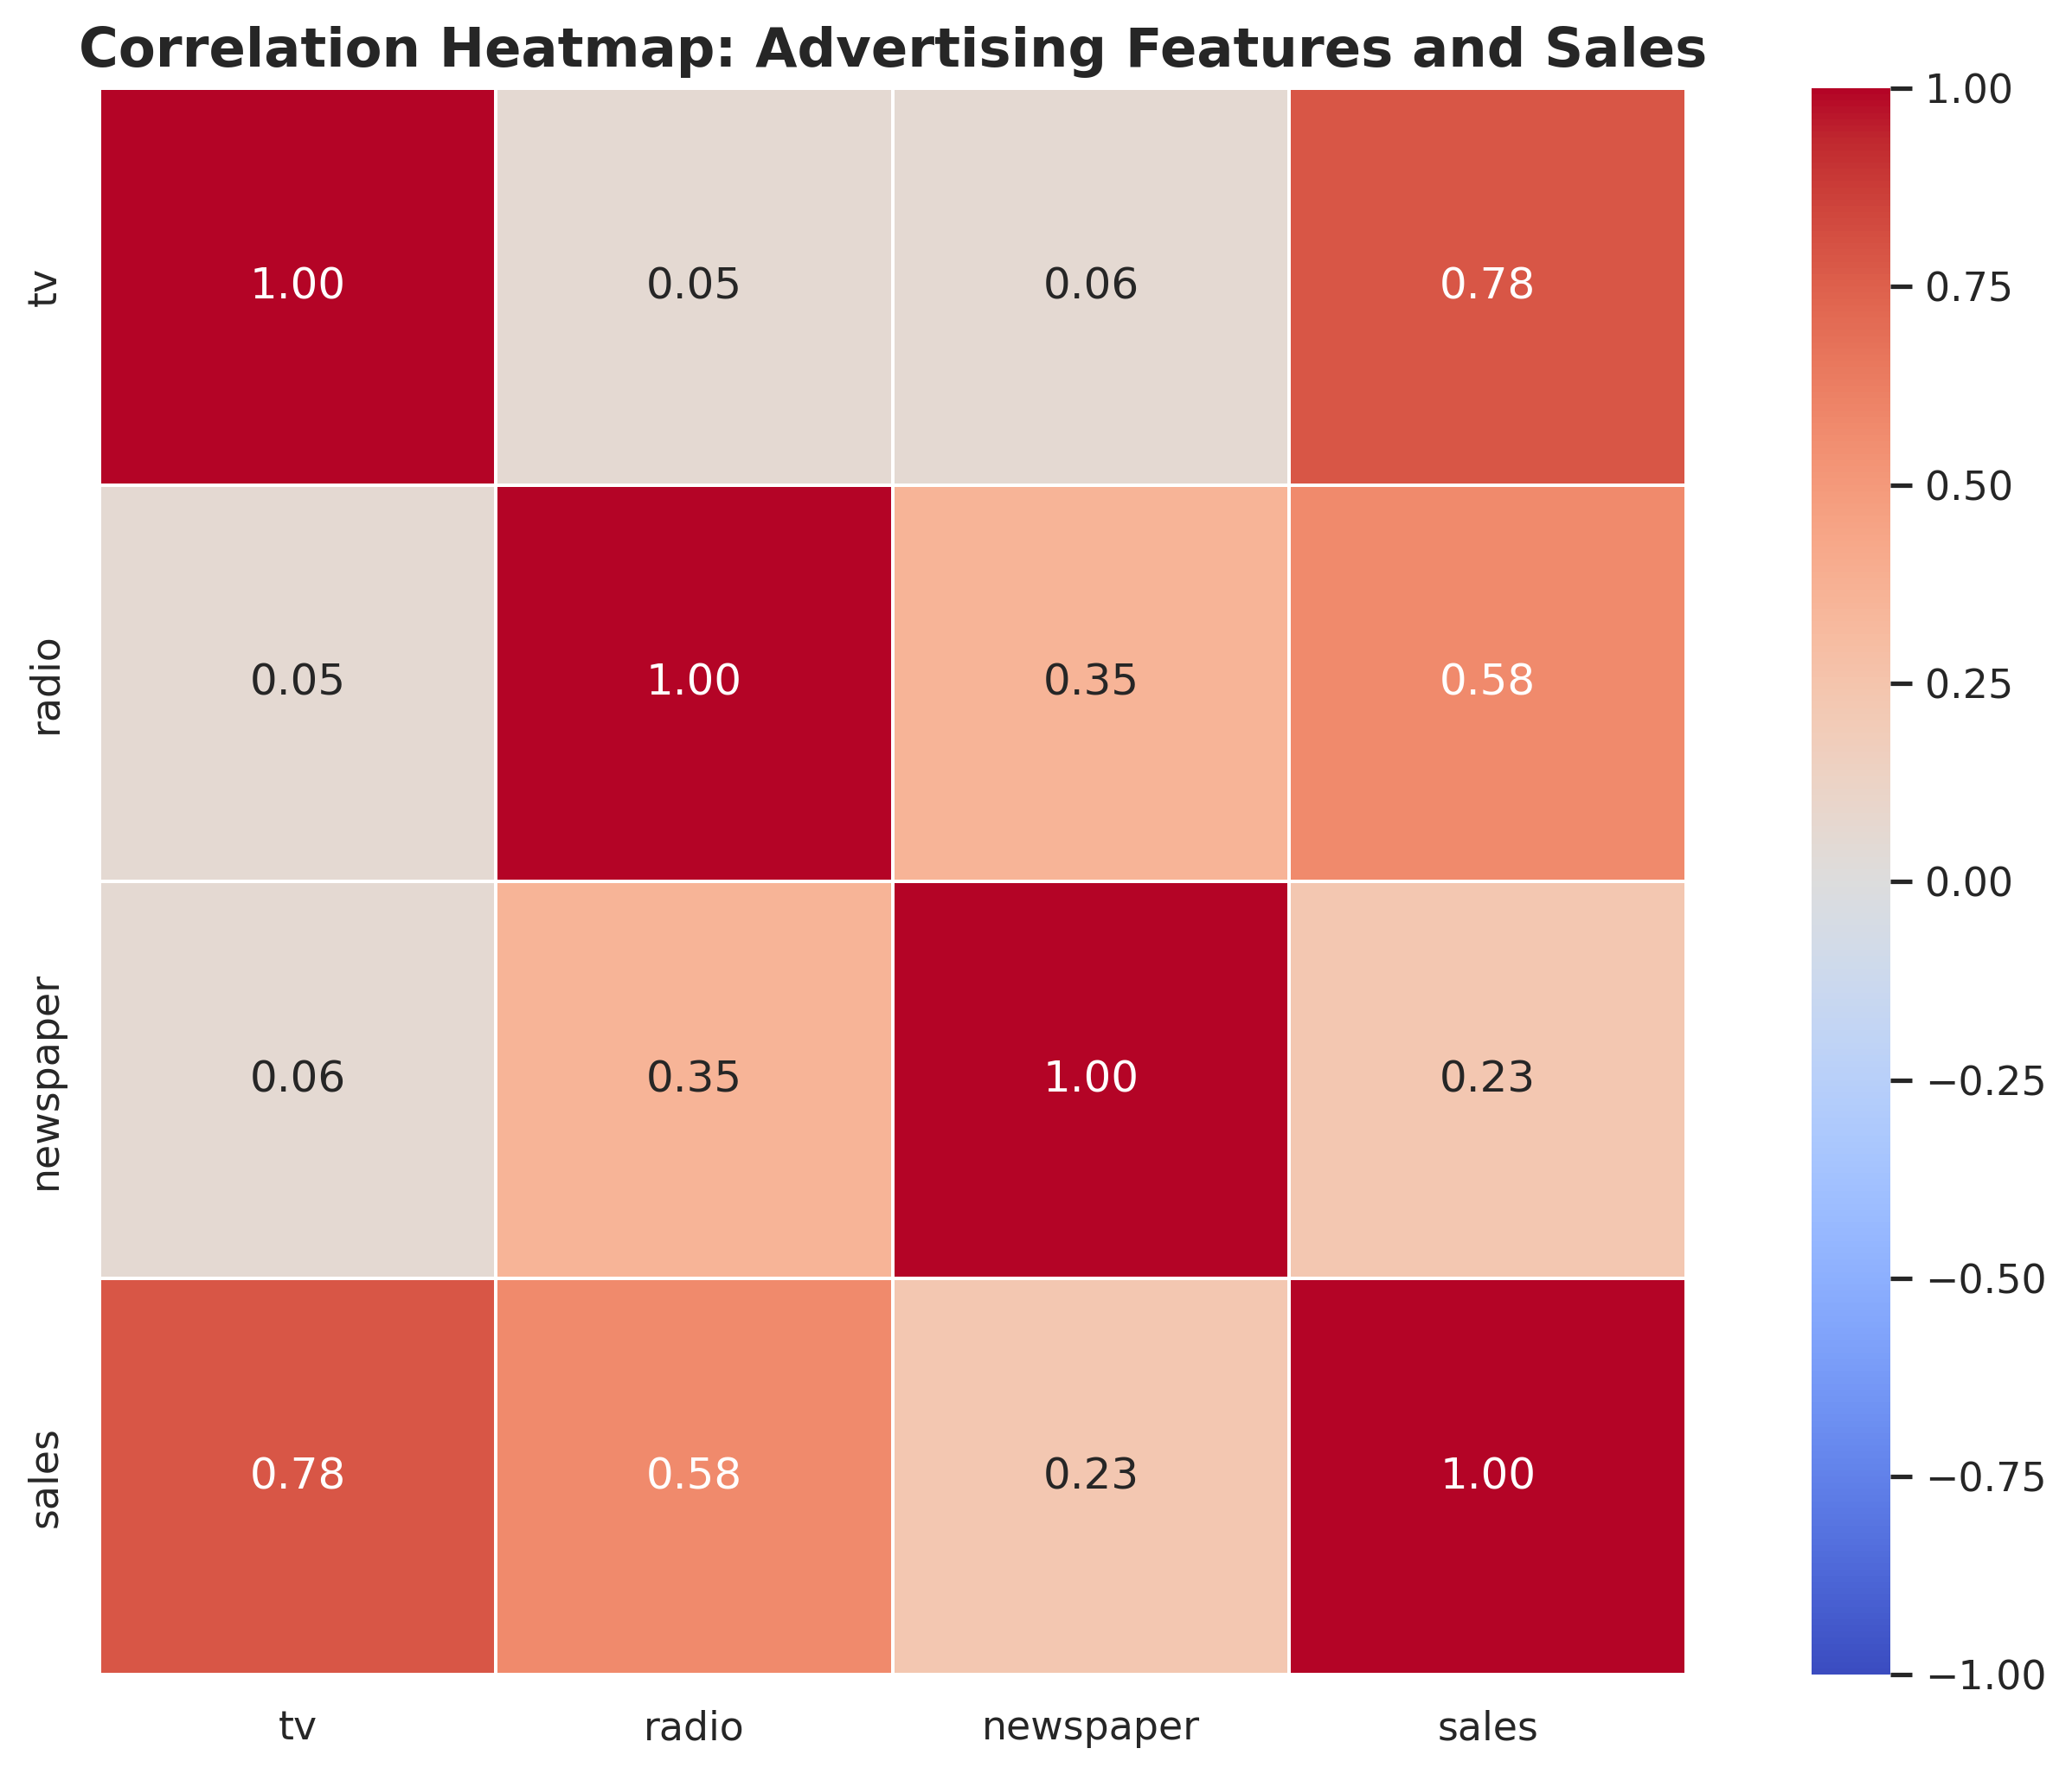 Correlation Heatmap: Advertising Features and Sales
tv
1.00
0.05
0.06
0.78
radio
0.05
1.00
0.35
0.58
newspaper
0.06
0.35
1.00
0.23
sales
0.78
0.58
0.23
1.00
tv
radio
newspaper
sales
1.00
0.75
0.50
0.25
0.00
−0.25
−0.50
−0.75
−1.00